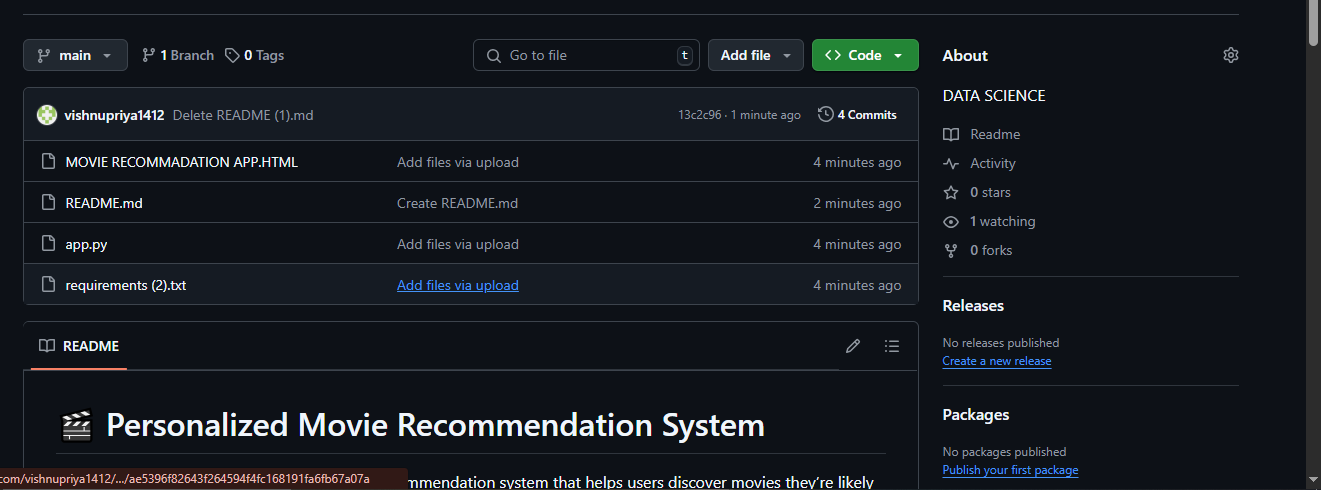 main
1 Branch
0 Tags
Go to file
t
Add file
Code
vishnupriya1412 Delete README (1).md
13c2c96 · 1 minute ago
4 Commits
MOVIE RECOMMADATION APP.HTML Add files via upload 4 minutes ago
README.md Create README.md 2 minutes ago
app.py Add files via upload 4 minutes ago
requirements (2).txt Add files via upload 4 minutes ago
README
Personalized Movie Recommendation System
mmendation system that helps users discover movies they're likely
com/vishnupriya1412/.../ae5396f82643f264594f4fc168191fa6fb67a07a
About
DATA SCIENCE
Readme
Activity
0 stars
1 watching
0 forks
Releases
No releases published
Create a new release
Packages
No packages published
Publish your first package